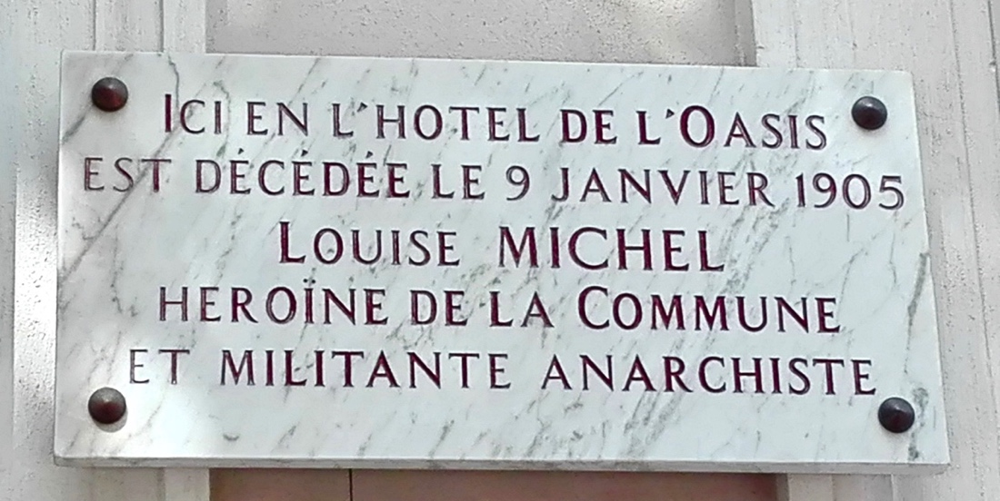 ICI EN L'HOTEL DE L'OASIS
EST DÉCÉDÉE LE 9 JANVIER 1905
LOUISE MICHEL
HEROÏNE DE LA COMMUNE
ET MILITANTE ANARCHISTE